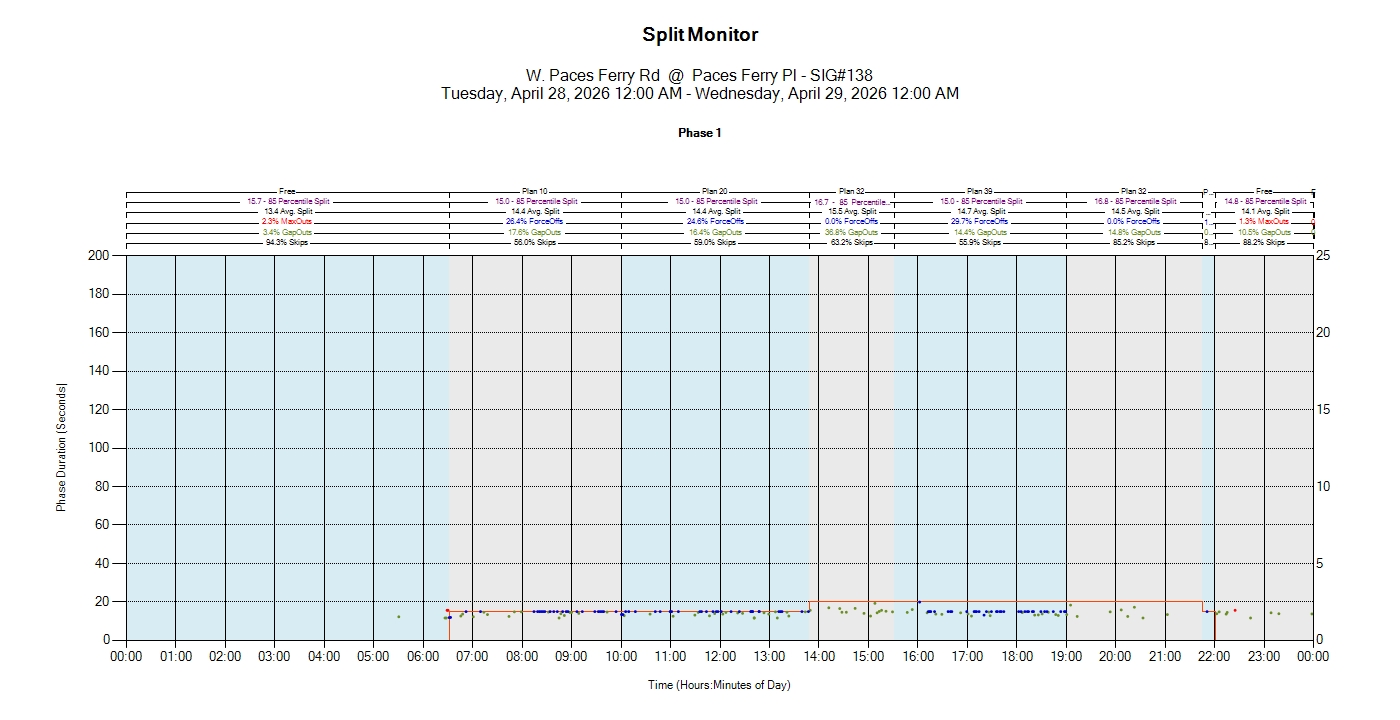 Split Monitor
W. Paces Ferry Rd @ Paces Ferry Pl - SIG#138
Tuesday, April 28, 2026 12:00 AM - Wednesday, April 29, 2026 12:00 AM
Phase 1
Free Plan 10 Plan 20 Plan 32 Plan 39 Plan 32 P... Free F
15.7 - 85 Percentile Split 15.0 - 85 Percentile Split 15.0 - 85 Percentile Split 16.7 - 85 Percentile... 15.0 - 85 Percentile Split 16.8 - 85 Percentile Split 14.8 - 85 Percentile Split
13.4 Avg. Split 14.4 Avg. Split 14.4 Avg. Split 15.5 Avg. Split 14.7 Avg. Split 14.5 Avg. Split ... 14.1 Avg. Split
2.3% MaxOuts 26.4% ForceOffs 24.6% ForceOffs 0.0% ForceOffs 29.7% ForceOffs 0.0% ForceOffs 1... 1.3% MaxOuts
3.4% GapOuts 17.6% GapOuts 16.4% GapOuts 36.8% GapOuts 14.4% GapOuts 14.8% GapOuts 0... 10.5% GapOuts
94.3% Skips 56.0% Skips 59.0% Skips 63.2% Skips 55.9% Skips 85.2% Skips 8... 88.2% Skips
200 25
180
160 20
140
120 15
100
80 10
60
40 5
20
0 0
Phase Duration (Seconds)
00:00 01:00 02:00 03:00 04:00 05:00 06:00 07:00 08:00 09:00 10:00 11:00 12:00 13:00 14:00 15:00 16:00 17:00 18:00 19:00 20:00 21:00 22:00 23:00 00:00
Time (Hours:Minutes of Day)